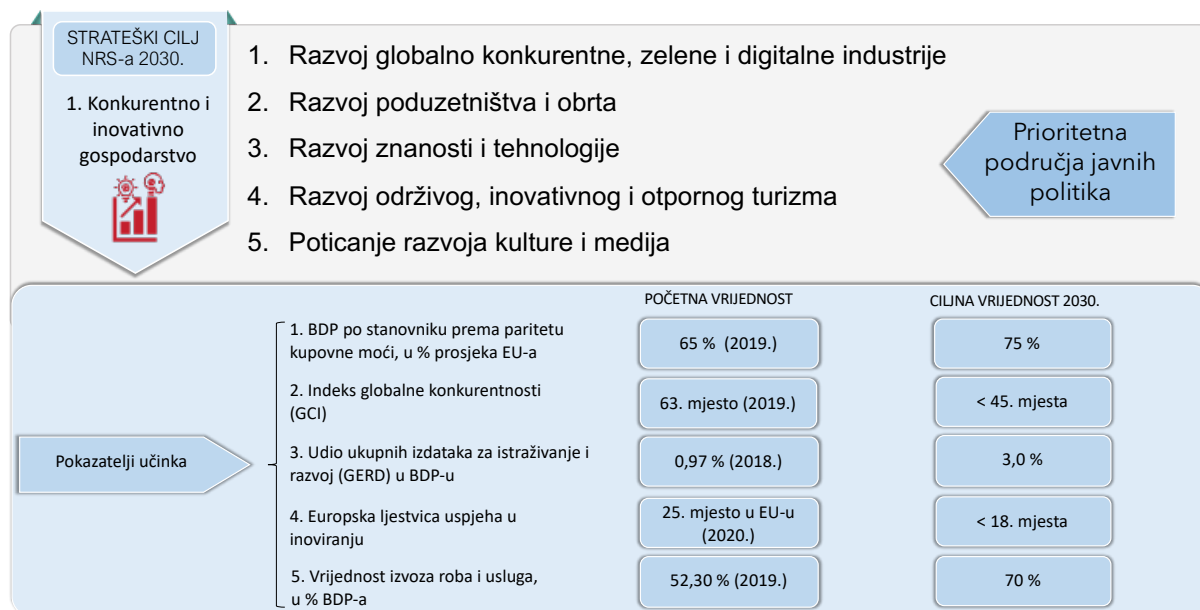 STRATEŠKI CILJ
NRS-a 2030.
1. Konkurentno i
inovativno
gospodarstvo
1. Razvoj globalno konkurentne, zelene i digitalne industrije
2. Razvoj poduzetništva i obrta
3. Razvoj znanosti i tehnologije
4. Razvoj održivog, inovativnog i otpornog turizma
5. Poticanje razvoja kulture i medija
Prioritetna
područja javnih
politika
POČETNA VRIJEDNOST
CILJNA VRIJEDNOST 2030.
Pokazatelji učinka
1. BDP po stanovniku prema paritetu
kupovne moći, u % prosjeka EU-a
65 % (2019.)
75 %
2. Indeks globalne konkurentnosti
(GCI)
63. mjesto (2019.)
< 45. mjesta
3. Udio ukupnih izdataka za istraživanje i
razvoj (GERD) u BDP-u
0,97 % (2018.)
3,0 %
4. Europska ljestvica uspjeha u
inoviranju
25. mjesto u EU-u
(2020.)
< 18. mjesta
5. Vrijednost izvoza roba i usluga,
u % BDP-a
52,30 % (2019.)
70 %